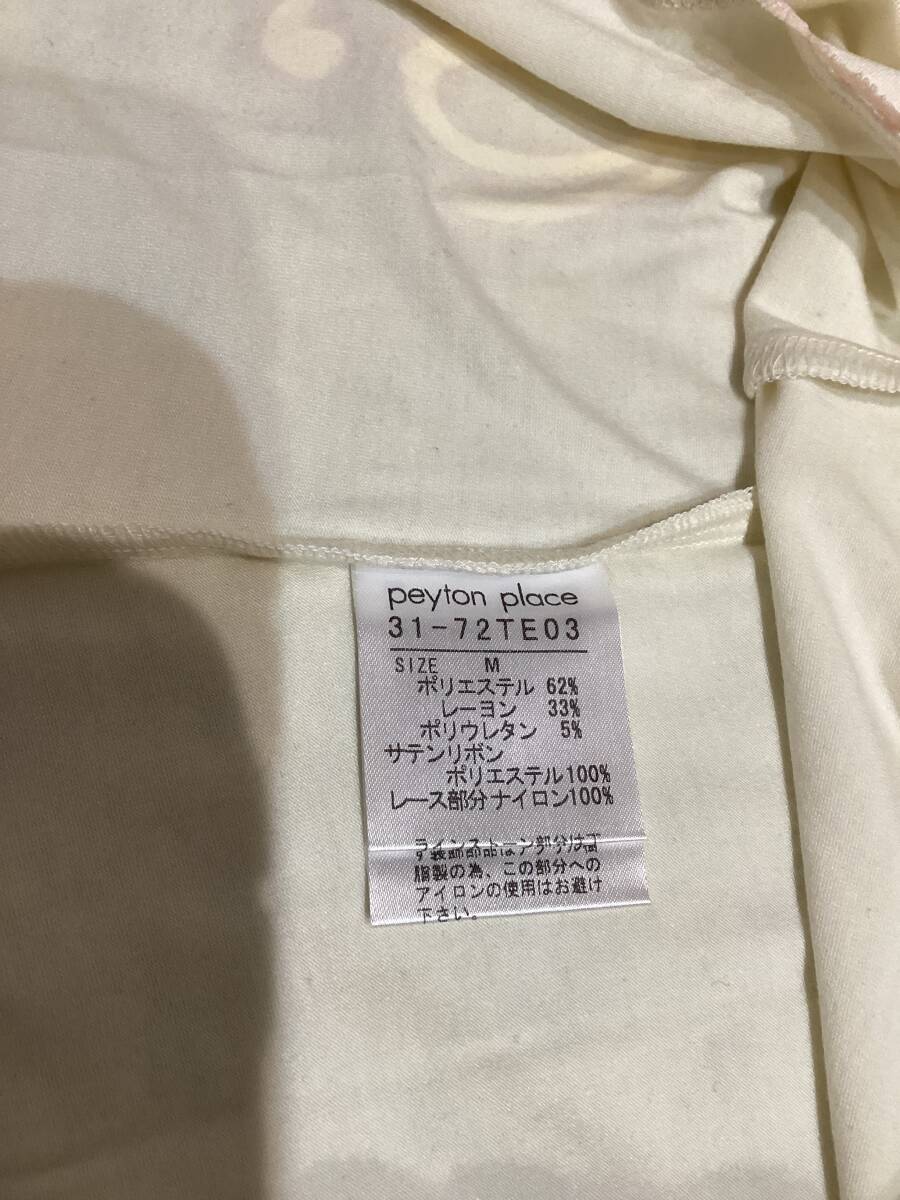 peyton place
31-72TE03
SIZE M
ポリエステル 62%
レーヨン 33%
ポリウレタン 5%
サテンリボン
ポリエステル100%
レース部分 ナイロン100%
脂製の為、この部分への
アイロンの使用はお避け
下さい。